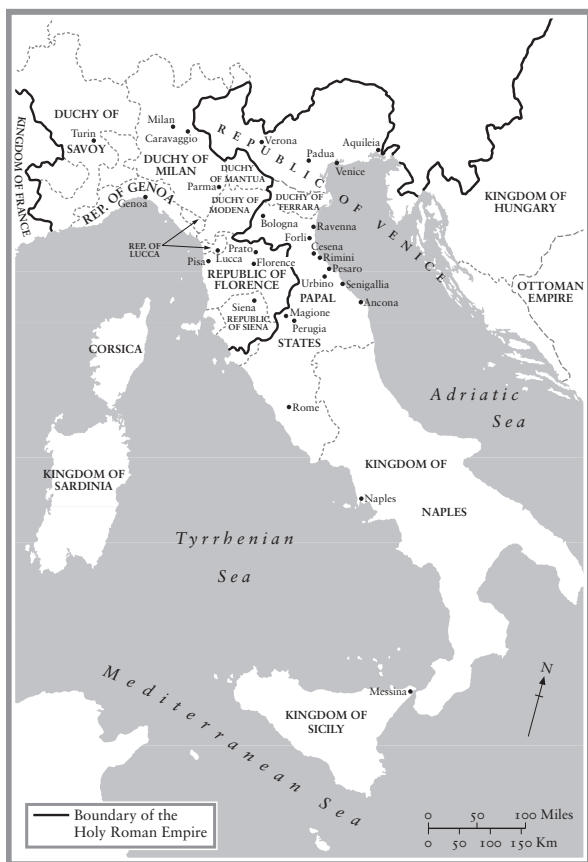 DUCHY OF
SAVOY
Turin
KINGDOM OF FRANCE
Milan
Caravaggio
DUCHY OF
MILAN
REP. OF GENOA
Genoa
Parma
DUCHY
OF MANTUA
DUCHY OF
MODENA
DUCHY OF
FERRARA
REPUBLIC OF VENICE
Verona
Padua
Venice
Aquileia
KINGDOM OF
HUNGARY
OTTOMAN
EMPIRE
Bologna
Ravenna
Forlì
Cesena
Rimini
Pesaro
Urbino
Senigallia
Ancona
REP. OF
LUCCA
Lucca
Pisa
Prato
Florence
REPUBLIC OF
FLORENCE
Siena
REPUBLIC
OF SIENA
PAPAL
STATES
Magione
Perugia
CORSICA
Rome
Adriatic
Sea
KINGDOM OF
SARDINIA
KINGDOM OF
NAPLES
Naples
Tyrrhenian
Sea
Messina
KINGDOM OF
SICILY
Mediterranean Sea
N
Boundary of the
Holy Roman Empire
0 50 100 Miles
0 50 100 150 Km